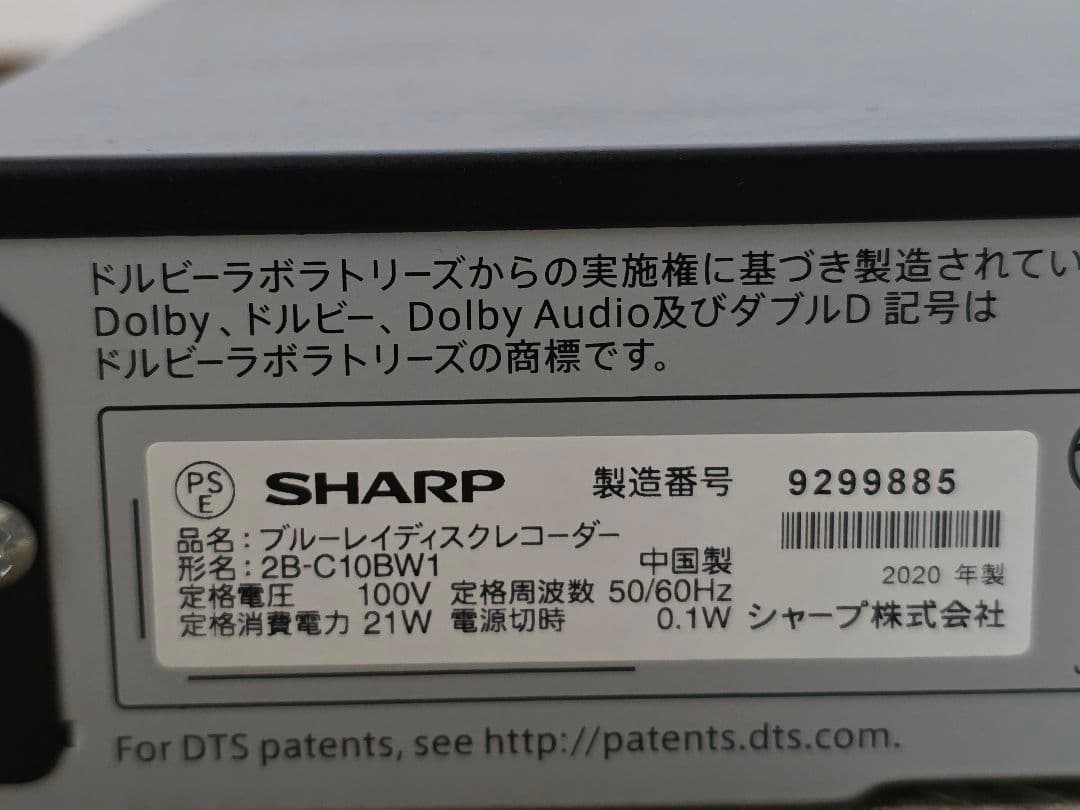 ドルビーラボラトリーズからの実施権に基づき製造されてい
Dolby、ドルビー、Dolby Audio及びダブルD 記号は
ドルビーラボラトリーズの商標です。
PS
E
SHARP 製造番号 9299885
品名：ブルーレイディスクレコーダー
形名：2B-C10BW1 中国製 2020 年製
定格電圧 100V 定格周波数 50/60Hz
定格消費電力 21W 電源切時 0.1W シャープ株式会社
For DTS patents, see http://patents.dts.com.